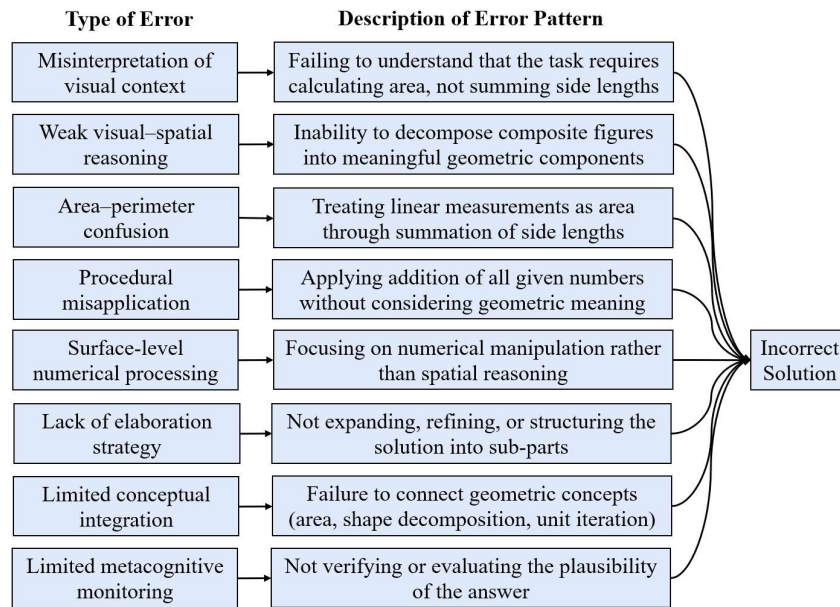 Type of Error
Description of Error Pattern
Misinterpretation of
visual context
Failing to understand that the task requires
calculating area, not summing side lengths
Weak visual–spatial
reasoning
Inability to decompose composite figures
into meaningful geometric components
Area–perimeter
confusion
Treating linear measurements as area
through summation of side lengths
Procedural
misapplication
Applying addition of all given numbers
without considering geometric meaning
Surface-level
numerical processing
Focusing on numerical manipulation rather
than spatial reasoning
Incorrect
Solution
Lack of elaboration
strategy
Not expanding, refining, or structuring the
solution into sub-parts
Limited conceptual
integration
Failure to connect geometric concepts
(area, shape decomposition, unit iteration)
Limited metacognitive
monitoring
Not verifying or evaluating the plausibility
of the answer